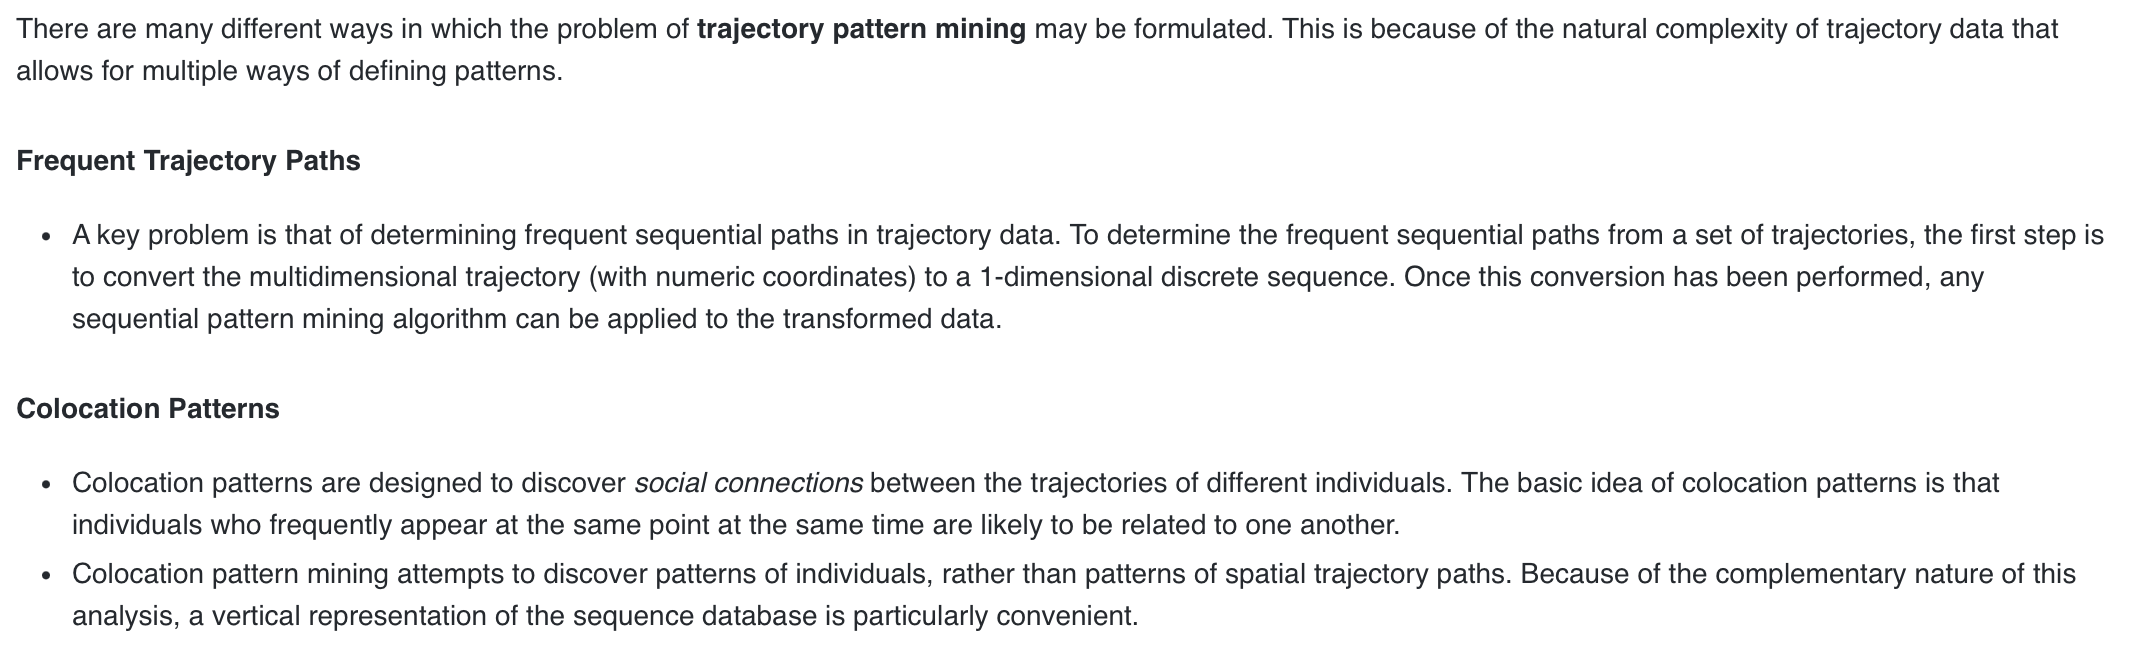 There are many different ways in which the problem of trajectory pattern mining may be formulated. This is because of the natural complexity of trajectory data that
allows for multiple ways of defining patterns.
Frequent Trajectory Paths
• A key problem is that of determining frequent sequential paths in trajectory data. To determine the frequent sequential paths from a set of trajectories, the first step is
to convert the multidimensional trajectory (with numeric coordinates) to a 1-dimensional discrete sequence. Once this conversion has been performed, any
sequential pattern mining algorithm can be applied to the transformed data.
Colocation Patterns
• Colocation patterns are designed to discover social connections between the trajectories of different individuals. The basic idea of colocation patterns is that
individuals who frequently appear at the same point at the same time are likely to be related to one another.
• Colocation pattern mining attempts to discover patterns of individuals, rather than patterns of spatial trajectory paths. Because of the complementary nature of this
analysis, a vertical representation of the sequence database is particularly convenient.